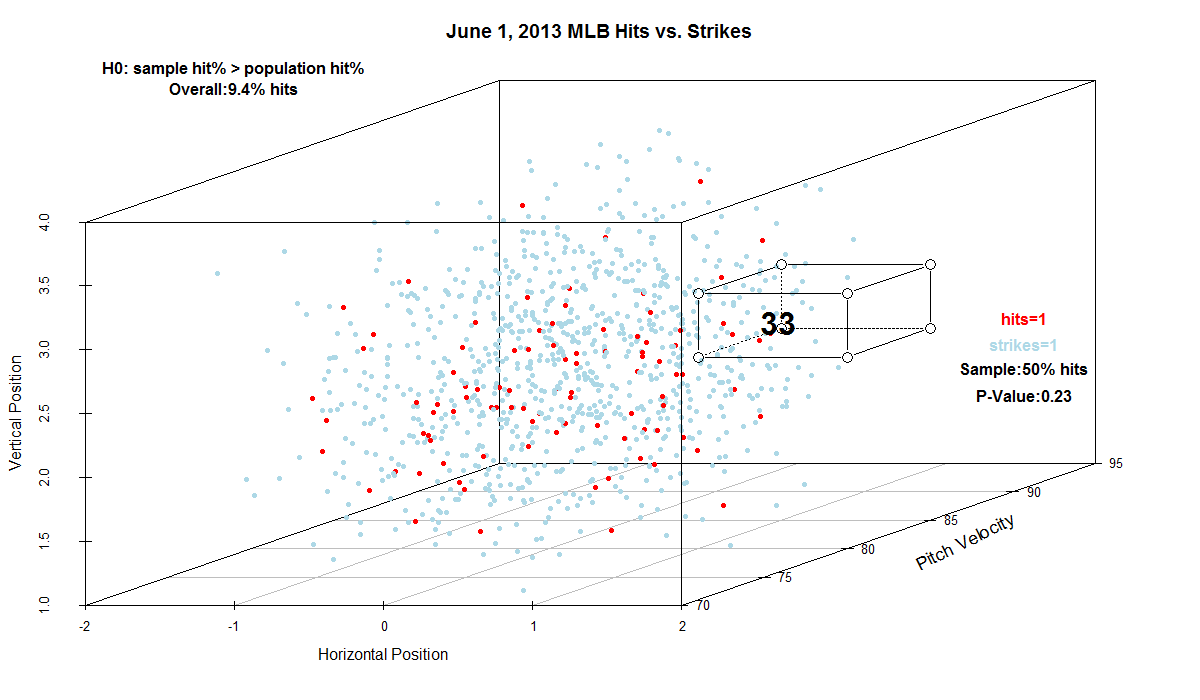 June 1, 2013 MLB Hits vs. Strikes
H0: sample hit% > population hit%
Overall:9.4% hits
4.0
3.5
3.0
2.5
2.0
1.5
1.0
Vertical Position
33
hits=1
strikes=1
Sample:50% hits
P-Value:0.23
95
90
85
80
75
70
Pitch Velocity
-2 -1 0 1 2
Horizontal Position